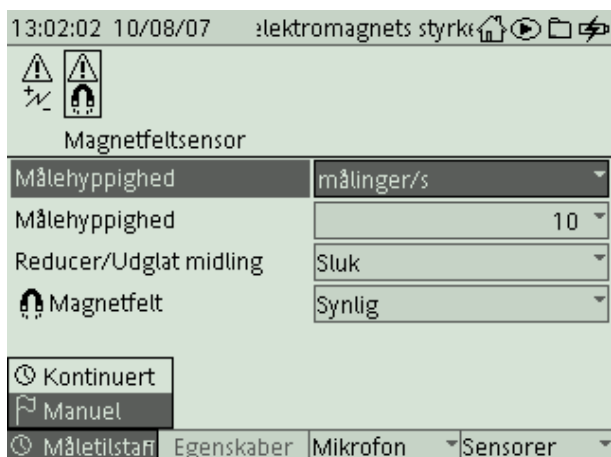 13:02:02 10/08/07 elektromagnets styrke
Magnetfeltsensor
Målehyppighed målinger/s
Målehyppighed 10
Reducer/Udglat midling Sluk
Magnetfelt Synlig
Kontinuert
Manuel
Måletilstan Egenskaber Mikrofon Sensorer